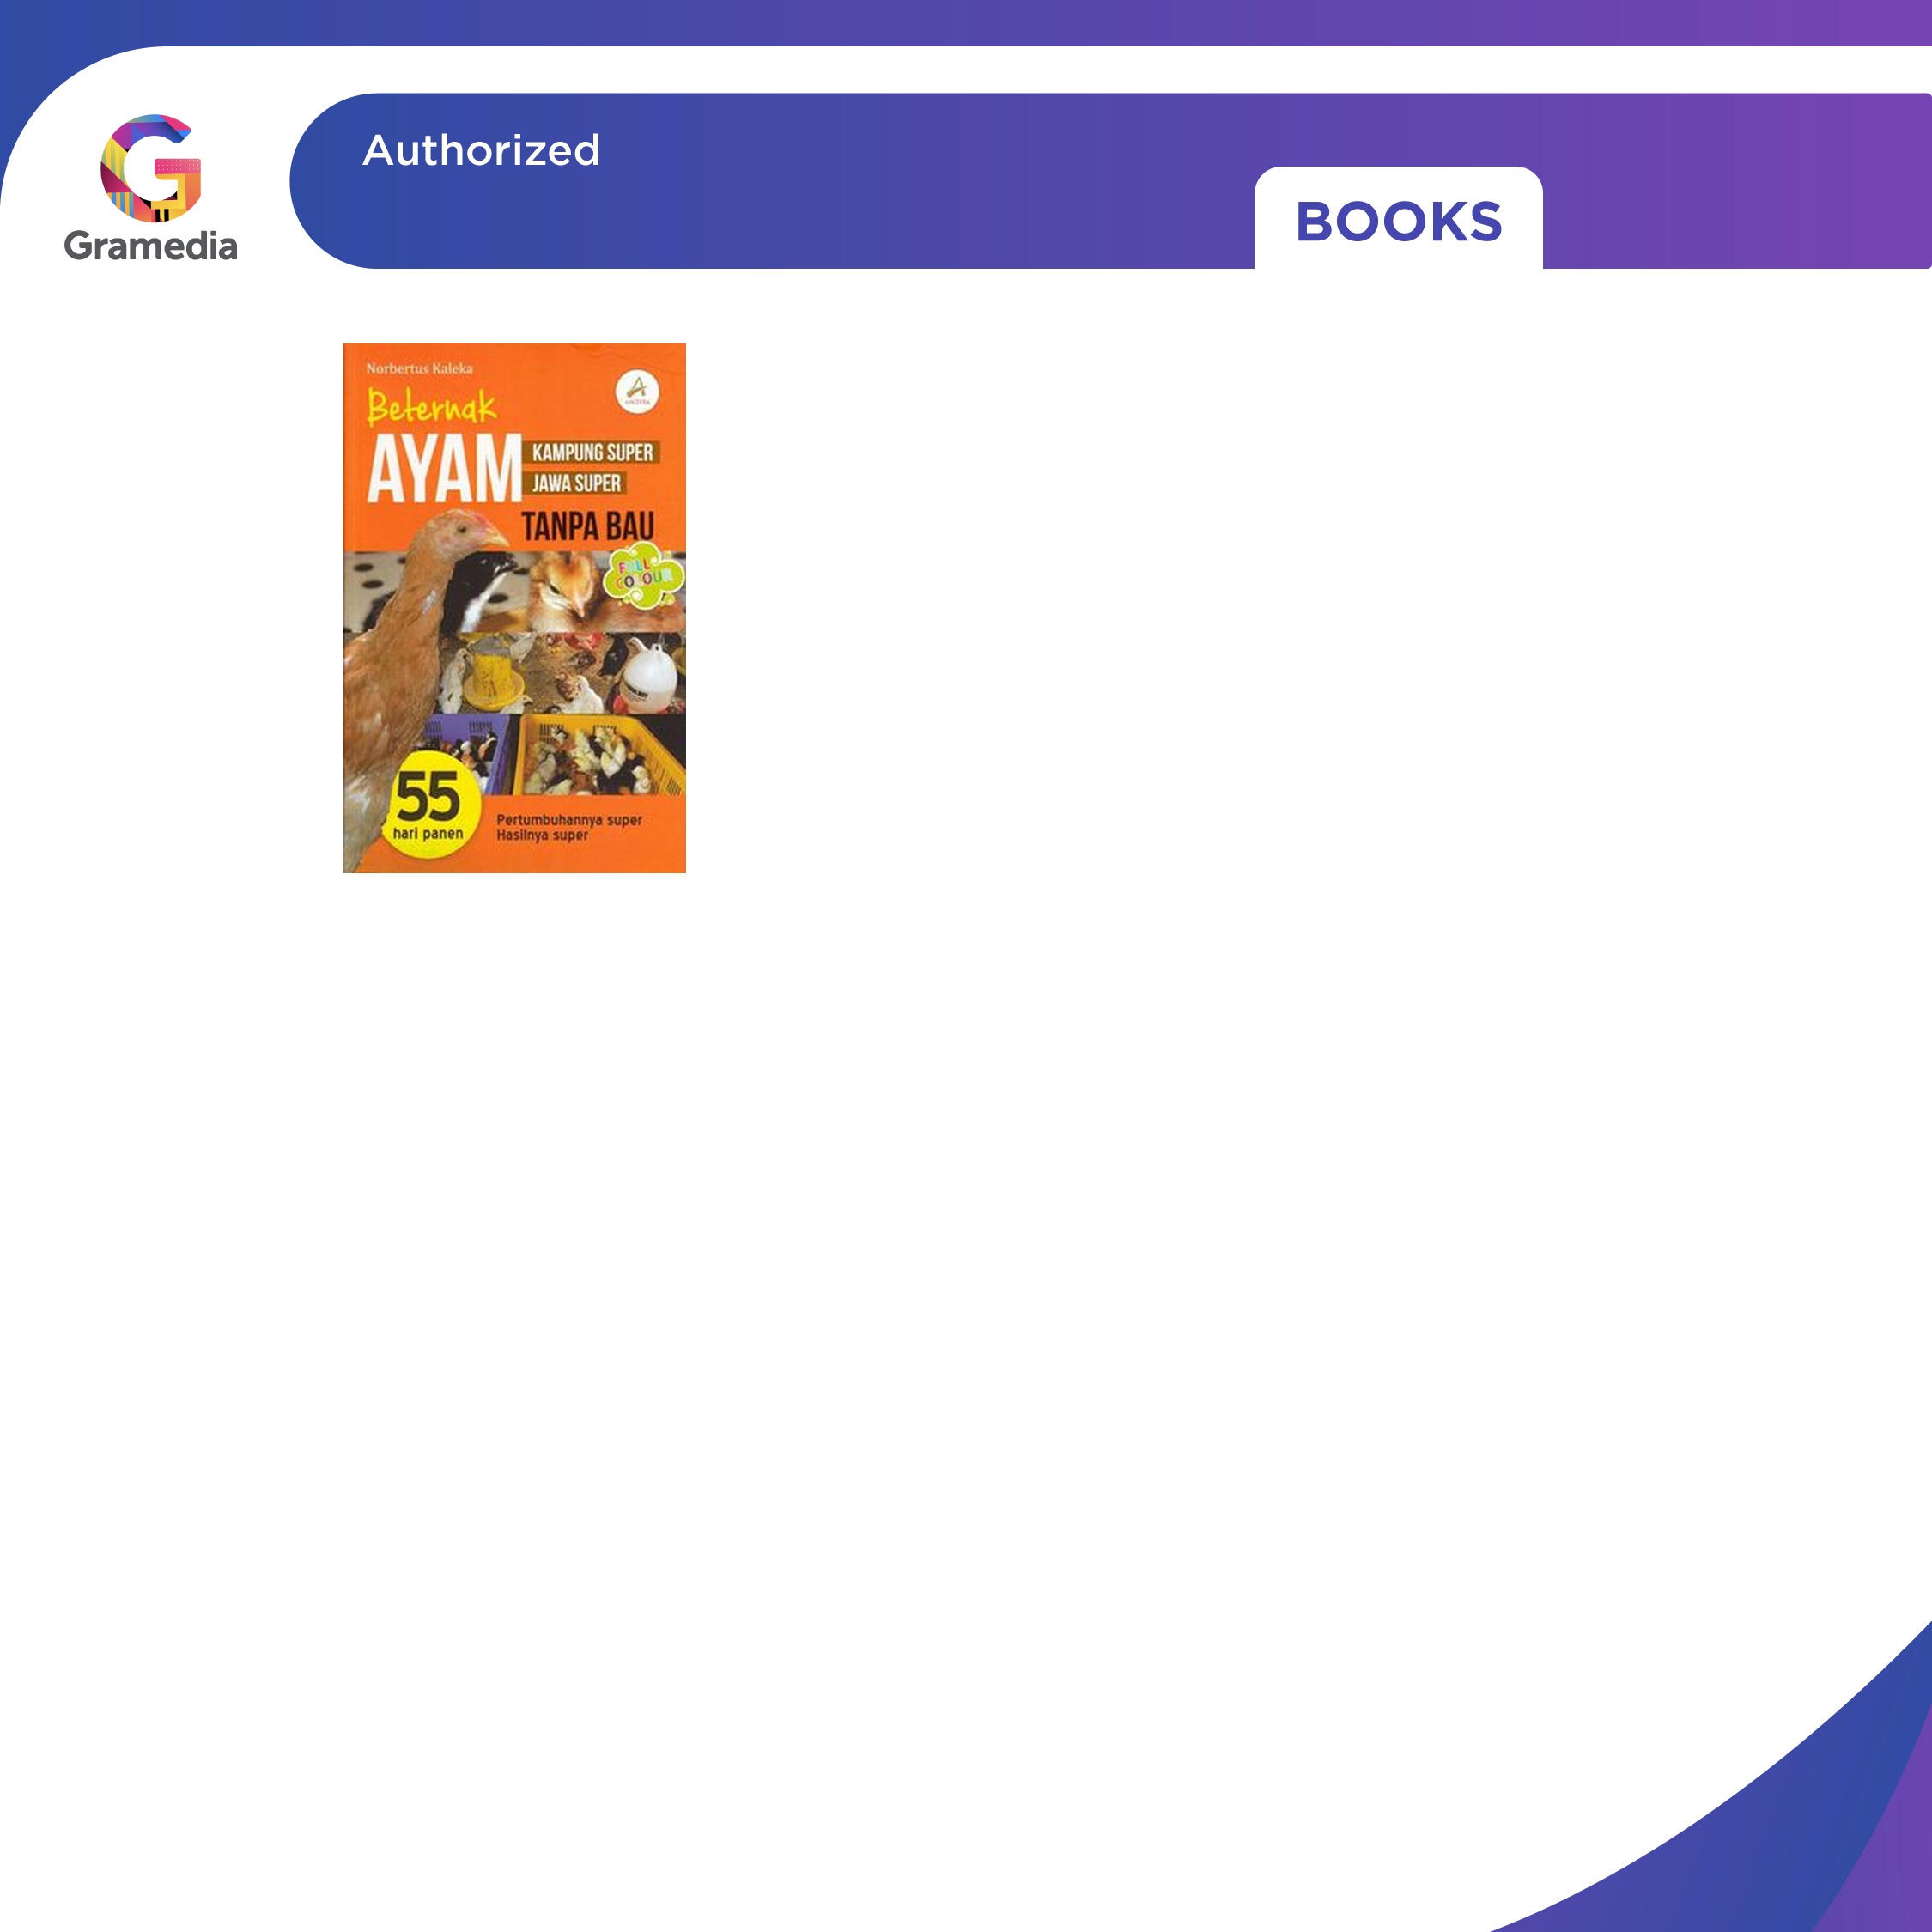 Gramedia
Authorized
BOOKS
Norbertus Kaleka
Beternak
AYAM
KAMPUNG SUPER
JAWA SUPER
TANPA BAU
FULL
COLOUR
55
hari panen
Pertumbuhannya super
Hasilnya super